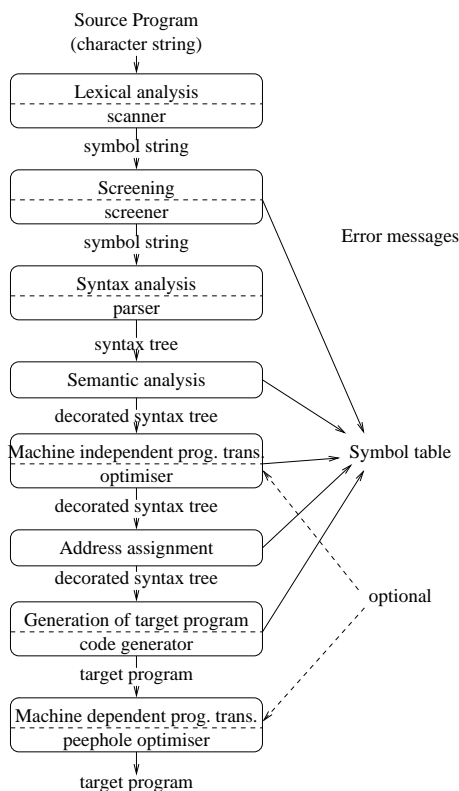 Source Program
(character string)
Lexical analysis
scanner
symbol string
Screening
screener
Error messages
symbol string
Syntax analysis
parser
syntax tree
Semantic analysis
decorated syntax tree
Machine independent prog. trans.
optimiser
Symbol table
decorated syntax tree
Address assignment
decorated syntax tree
optional
Generation of target program
code generator
target program
Machine dependent prog. trans.
peephole optimiser
target program